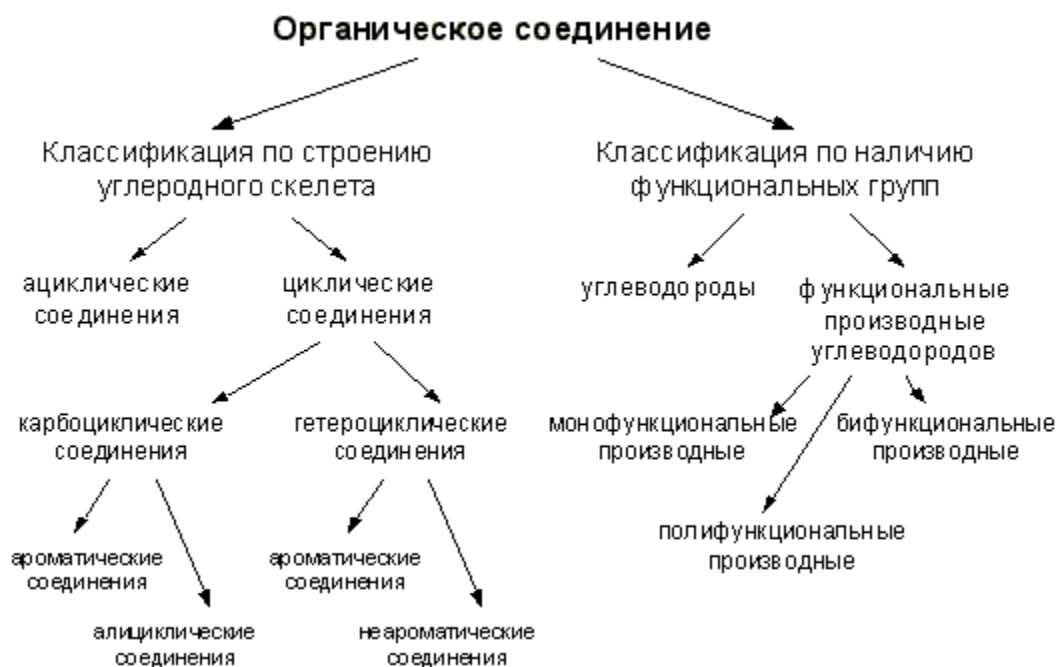 Органическое соединение
Классификация по строению
углеродного скелета
Классификация по наличию
функциональных групп
ациклические
соединения
циклические
соединения
углеводороды
функциональные
производные
углеводородов
карбоциклические
соединения
гетероциклические
соединения
монофункциональные
производные
бифункциональные
производные
полифункциональные
производные
ароматические
соединения
ароматические
соединения
алициклические
соединения
неароматические
соединения